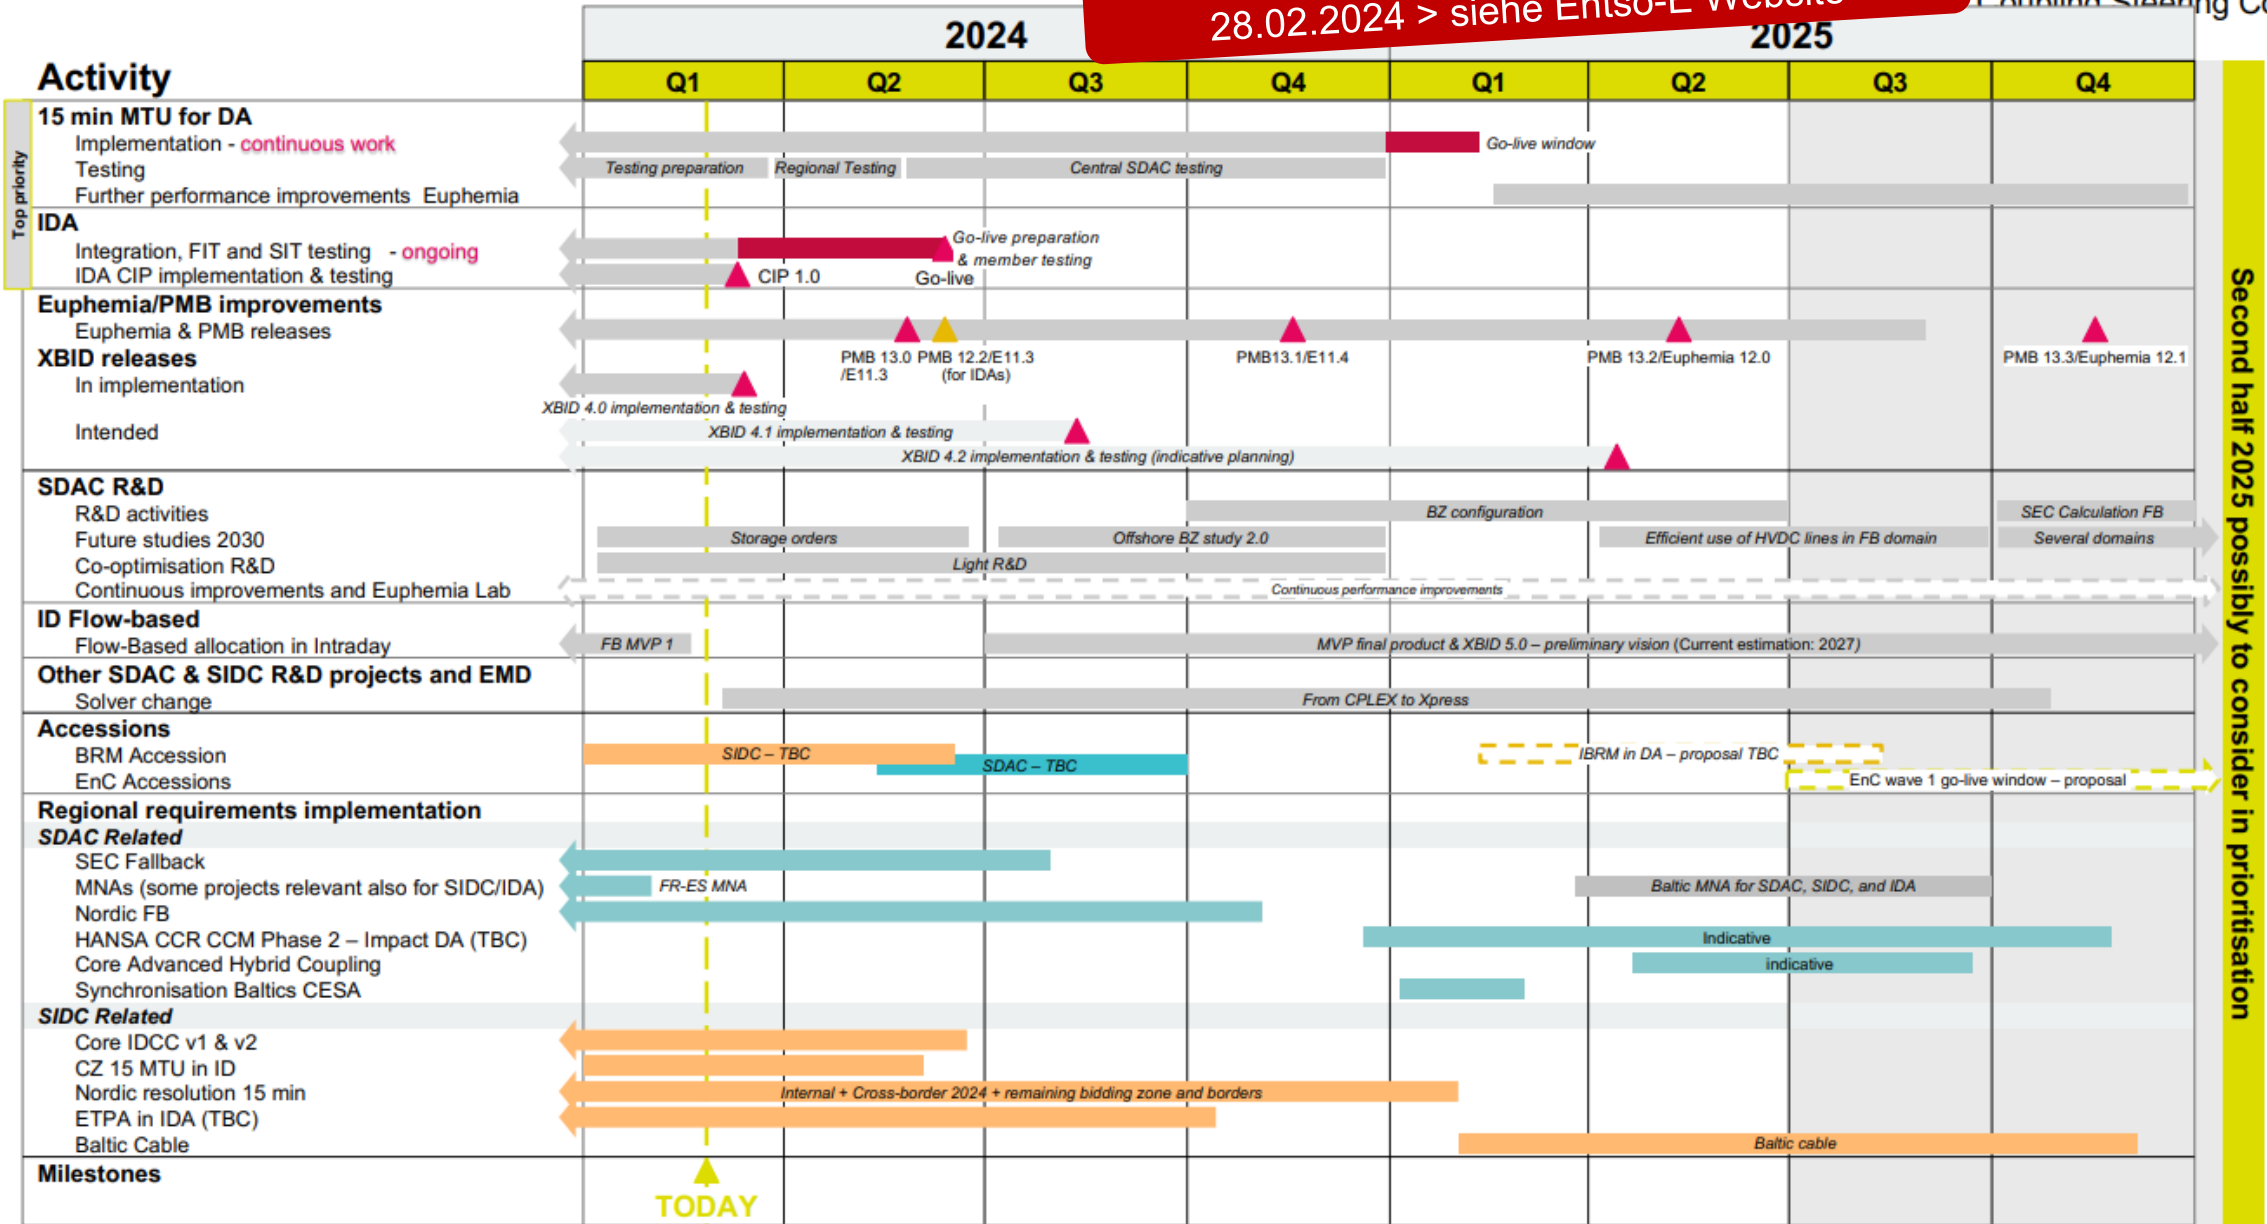 28.02.2024 > siehe Entso-E Website
2024
2025
Activity
Q1
Q2
Q3
Q4
Q1
Q2
Q3
Q4
Top priority
15 min MTU for DA
Implementation - continuous work
Go-live window
Testing
Testing preparation
Regional Testing
Central SDAC testing
Further performance improvements Euphemia
IDA
Integration, FIT and SIT testing - ongoing
Go-live preparation
& member testing
IDA CIP implementation & testing
CIP 1.0
Go-live
Euphemia/PMB improvements
Euphemia & PMB releases
PMB 13.0
/E11.3
PMB 12.2/E11.3
(for IDAs)
PMB13.1/E11.4
PMB 13.2/Euphemia 12.0
PMB 13.3/Euphemia 12.1
XBID releases
In implementation
XBID 4.0 implementation & testing
Intended
XBID 4.1 implementation & testing
XBID 4.2 implementation & testing (indicative planning)
SDAC R&D
R&D activities
BZ configuration
SEC Calculation FB
Future studies 2030
Storage orders
Offshore BZ study 2.0
Efficient use of HVDC lines in FB domain
Several domains
Co-optimisation R&D
Light R&D
Continuous improvements and Euphemia Lab
Continuous performance improvements
ID Flow-based
Flow-Based allocation in Intraday
FB MVP 1
MVP final product & XBID 5.0 – preliminary vision (Current estimation: 2027)
Other SDAC & SIDC R&D projects and EMD
Solver change
From CPLEX to Xpress
Accessions
BRM Accession
SIDC – TBC
IBRM in DA – proposal TBC
SDAC – TBC
EnC Accessions
EnC wave 1 go-live window – proposal
Regional requirements implementation
SDAC Related
SEC Fallback
MNAs (some projects relevant also for SIDC/IDA)
FR-ES MNA
Baltic MNA for SDAC, SIDC, and IDA
Nordic FB
HANSA CCR CCM Phase 2 – Impact DA (TBC)
Indicative
Core Advanced Hybrid Coupling
indicative
Synchronisation Baltics CESA
SIDC Related
Core IDCC v1 & v2
CZ 15 MTU in ID
Nordic resolution 15 min
Internal + Cross-border 2024 + remaining bidding zone and borders
ETPA in IDA (TBC)
Baltic Cable
Baltic cable
Milestones
TODAY
Second half 2025 possibly to consider in prioritisation